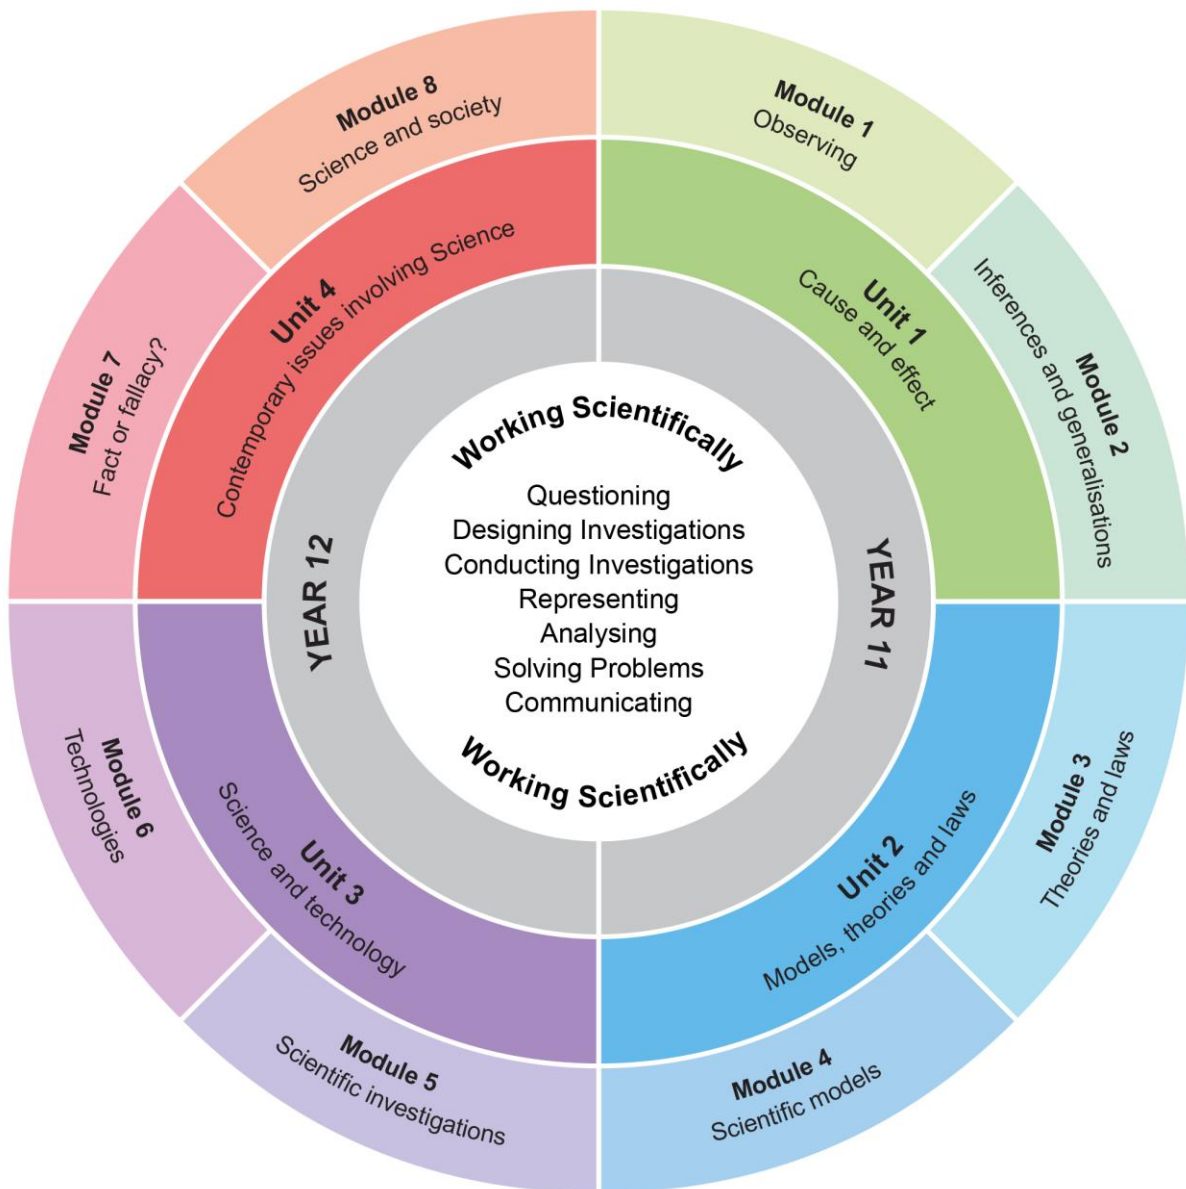 Working Scientifically
Questioning
Designing Investigations
Conducting Investigations
Representing
Analysing
Solving Problems
Communicating
Working Scientifically
YEAR 11
Unit 1
Cause and effect
Module 1
Observing
Module 2
Inferences and generalisations
Unit 2
Models, theories and laws
Module 3
Theories and laws
Module 4
Scientific models
YEAR 12
Unit 3
Science and technology
Module 5
Scientific investigations
Module 6
Technologies
Unit 4
Contemporary issues involving Science
Module 7
Fact or fallacy?
Module 8
Science and society